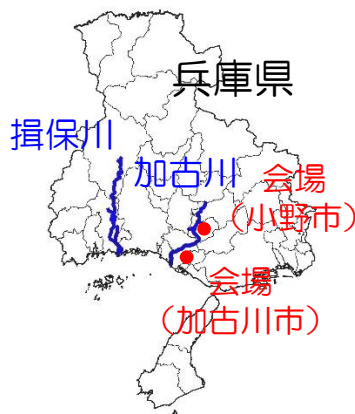 兵庫県
揖保川
加古川
会場
（小野市）
会場
（加古川市）